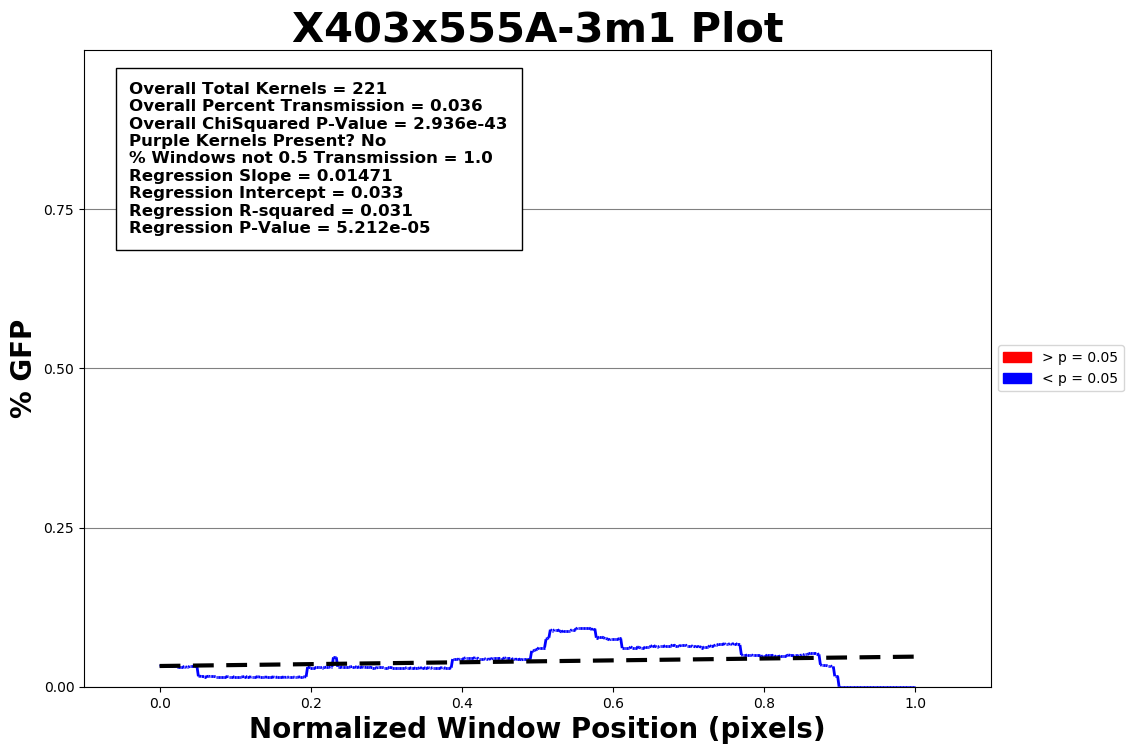 X403x555A-3m1 Plot
Overall Total Kernels = 221
Overall Percent Transmission = 0.036
Overall ChiSquared P-Value = 2.936e-43
Purple Kernels Present? No
% Windows not 0.5 Transmission = 1.0
Regression Slope = 0.01471
Regression Intercept = 0.033
Regression R-squared = 0.031
Regression P-Value = 5.212e-05
% GFP
0.75
0.50
0.25
0.00
> p = 0.05
< p = 0.05
0.0 0.2 0.4 0.6 0.8 1.0
Normalized Window Position (pixels)